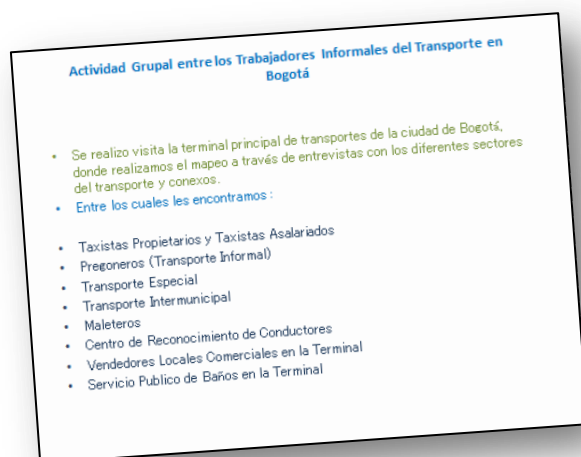 Actividad Grupal entre los Trabajadores Informales del Transporte en
Bogotá
• Se realizo visita la terminal principal de transportes de la ciudad de Bogotá,
donde realizamos el mapeo a través de entrevistas con los diferentes sectores
del transporte y conexos.
• Entre los cuales les encontramos :
• Taxistas Propietarios y Taxistas Asalariados
• Pregoneros (Transporte Informal)
• Transporte Especial
• Transporte Intermunicipal
• Maleteros
• Centro de Reconocimiento de Conductores
• Vendedores Locales Comerciales en la Terminal
• Servicio Publico de Baños en la Terminal